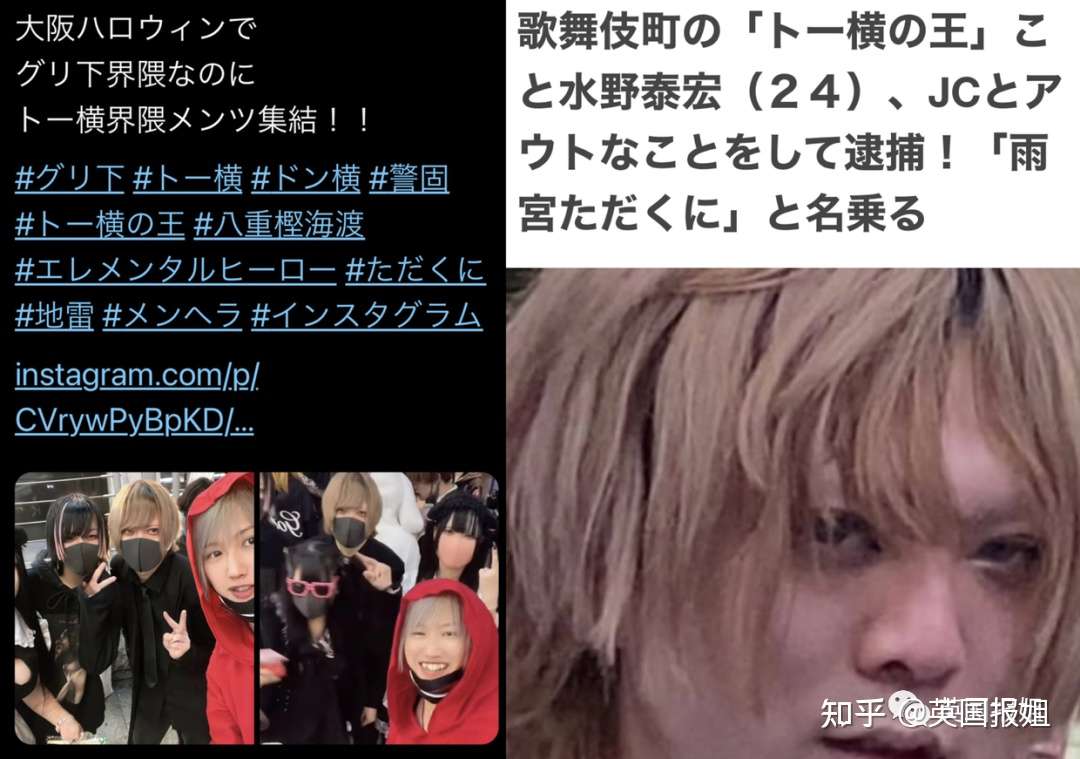 大阪ハロウィンで
グリ下界隈なのに
トー横界隈メンツ集結！！
#グリ下 #トー横 #ドン横 #警固
#トー横の王 #八重樫海渡
#エレメンタルヒーロー #ただくに
#地雷 #メンヘラ #インスタグラム
instagram.com/p/
CVrywPyBpKD/...
歌舞伎町の「トー横の王」こ
と水野泰宏（２４）、JCとア
ウトなことをして逮捕！「雨
宮ただくに」と名乗る
知乎 @英国报姐